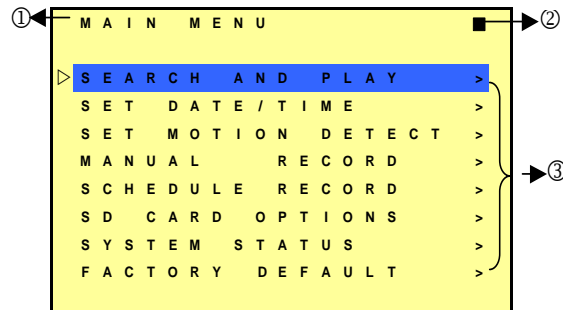 ① MAIN MENU ■ ②
▷ SEARCH AND PLAY >
SET DATE/TIME >
SET MOTION DETECT >
MANUAL RECORD >
③
SCHEDULE RECORD >
SD CARD OPTIONS >
SYSTEM STATUS >
FACTORY DEFAULT >